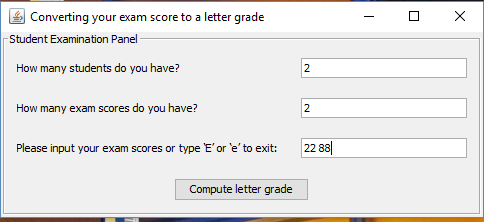 Converting your exam score to a letter grade
Student Examination Panel
How many students do you have? 2
How many exam scores do you have? 2
Please input your exam scores or type ‘E’ or ‘e’ to exit: 22 88
Compute letter grade